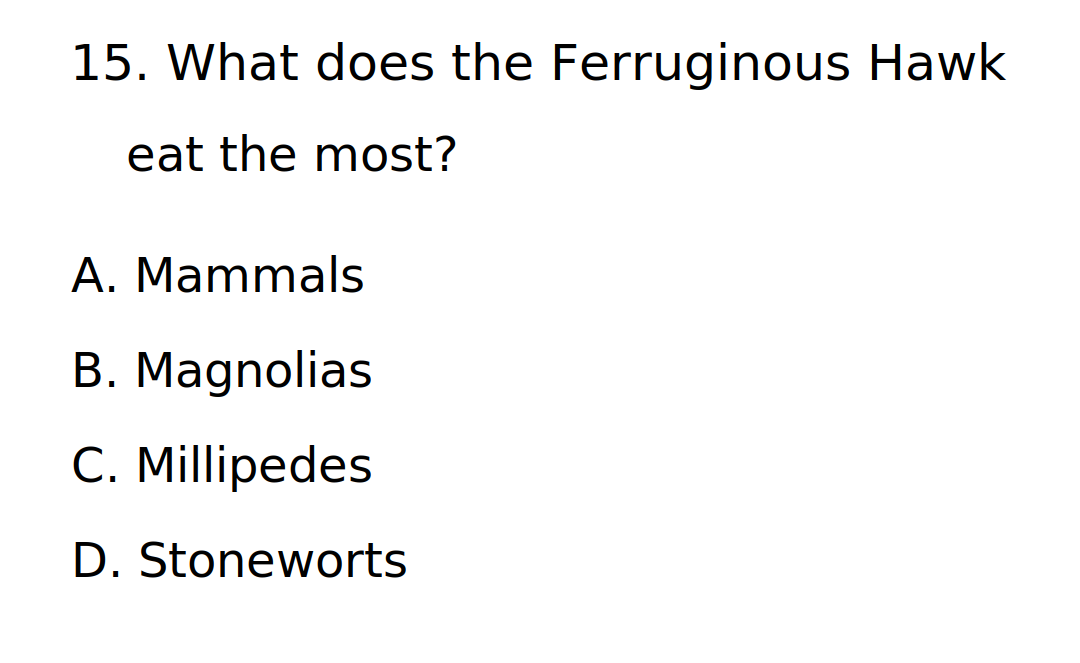 15. What does the Ferruginous Hawk
eat the most?
A. Mammals
B. Magnolias
C. Millipedes
D. Stoneworts